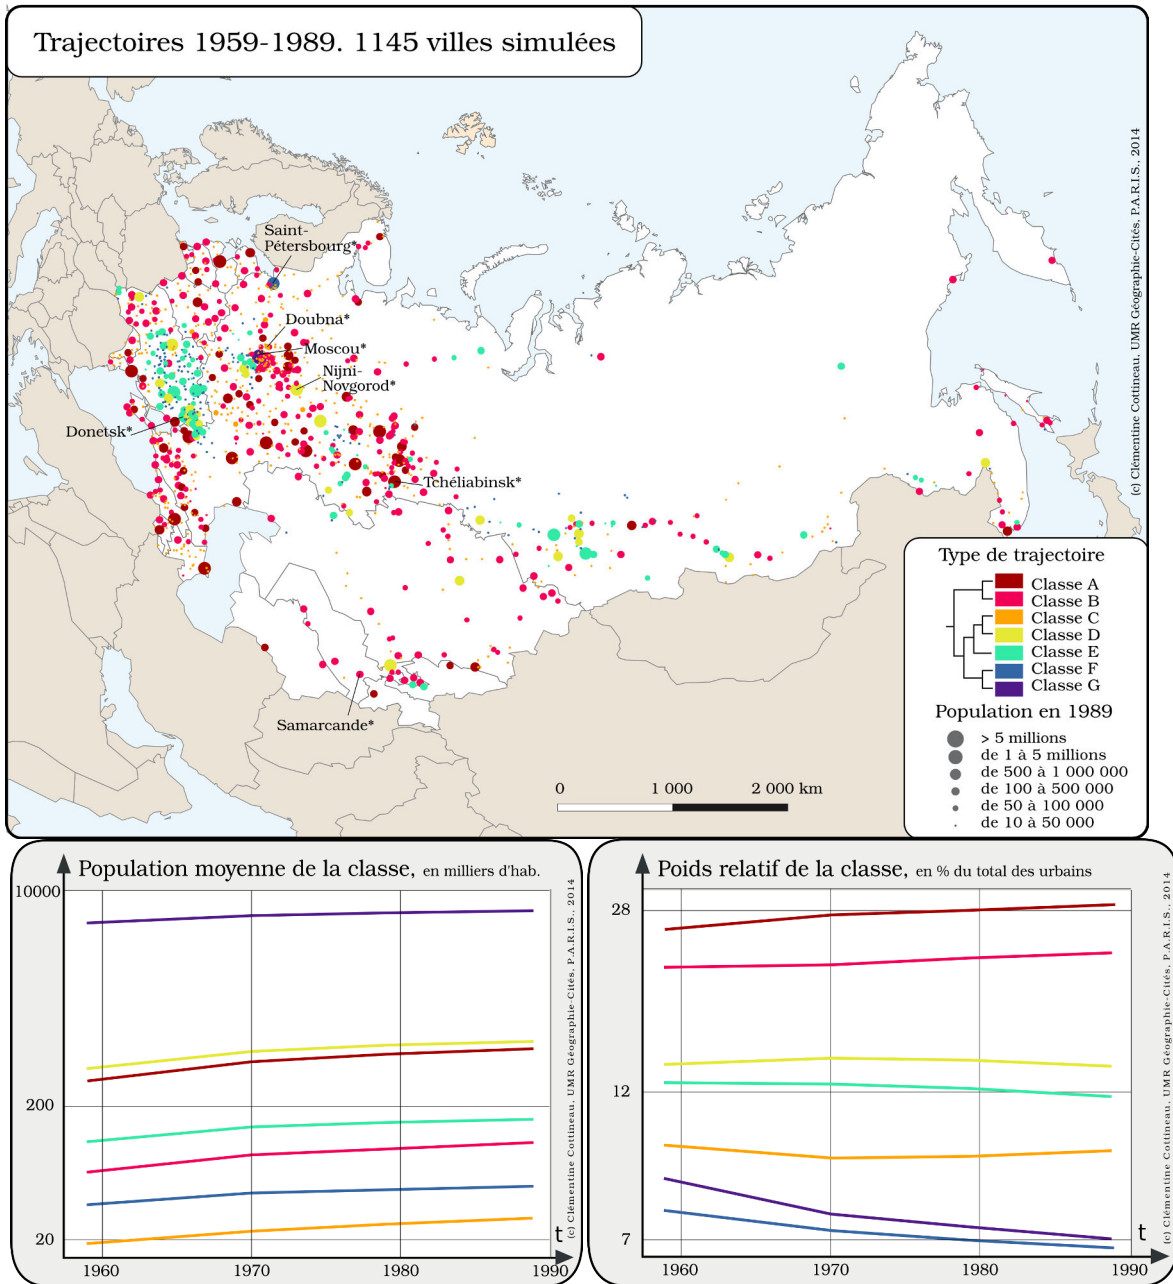 Trajectoires 1959-1989. 1145 villes simulées
(c) Clémentine Cottineau, UMR Géographie-Cités, P.A.R.I.S., 2014
Saint-
Pétersbourg*
Doubna*
Moscou*
Nijni-
Novgorod*
Donetsk*
Tchéliabinsk*
Samarcande*
0 1 000 2 000 km
Type de trajectoire
Classe A
Classe B
Classe C
Classe D
Classe E
Classe F
Classe G
Population en 1989
> 5 millions
de 1 à 5 millions
de 500 à 1 000 000
de 100 à 500 000
de 50 à 100 000
de 10 à 50 000
Population moyenne de la classe, en milliers d'hab.
10000
200
20
1960 1970 1980 1990
t
(c) Clémentine Cottineau, UMR Géographie-Cités, P.A.R.I.S., 2014
Poids relatif de la classe, en % du total des urbains
28
12
7
1960 1970 1980 1990
t
(c) Clémentine Cottineau, UMR Géographie-Cités, P.A.R.I.S., 2014